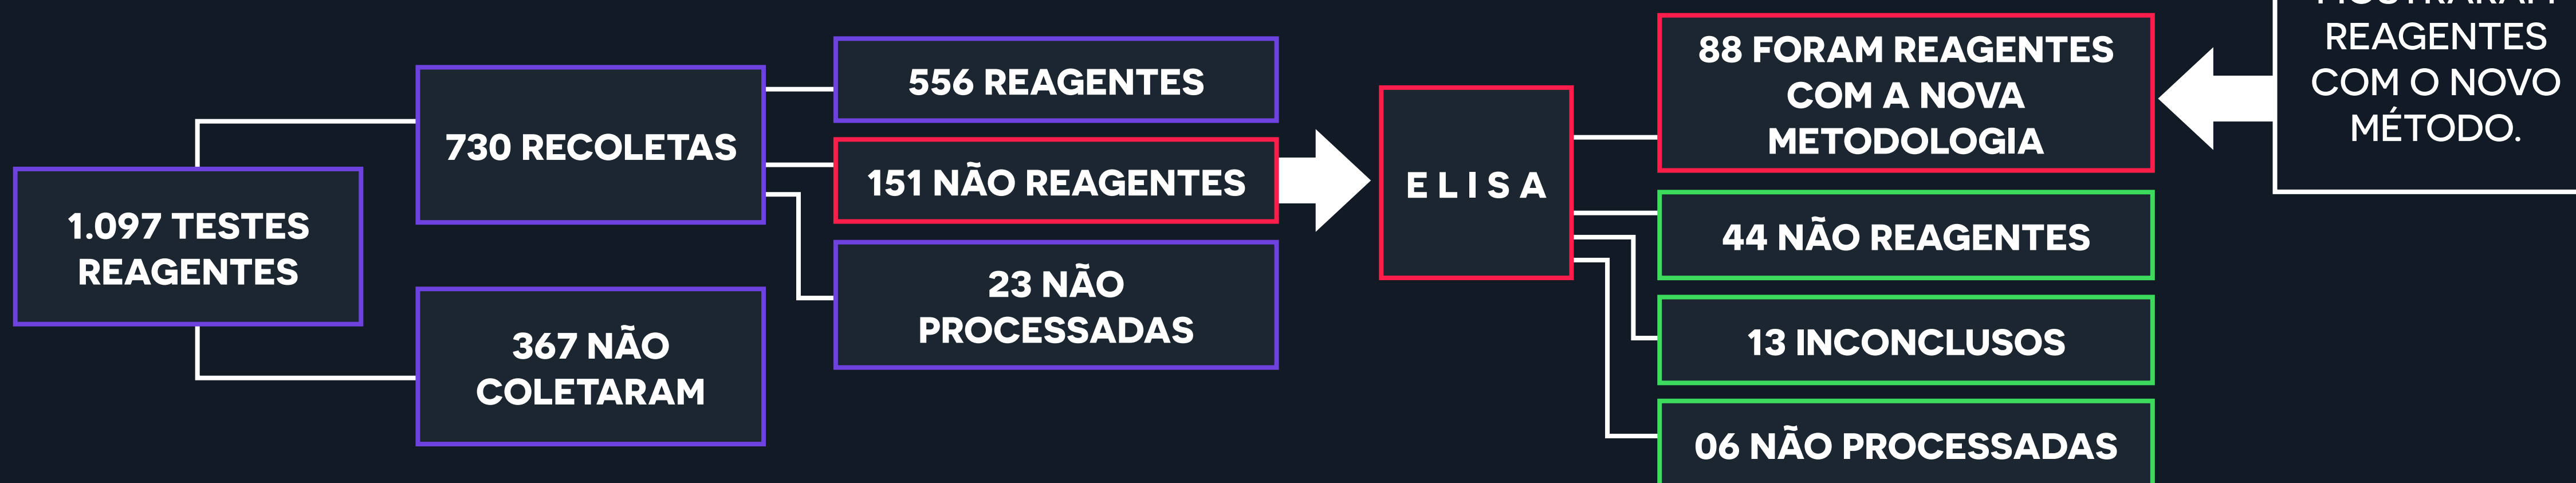 1.097 TESTES
REAGENTES
730 RECOLETAS
367 NÃO
COLETARAM
556 REAGENTES
151 NÃO REAGENTES
23 NÃO
PROCESSADAS
ELISA
88 FORAM REAGENTES
COM A NOVA
METODOLOGIA
44 NÃO REAGENTES
13 INCONCLUSOS
06 NÃO PROCESSADAS
REAGENTES
COM O NOVO
MÉTODO.